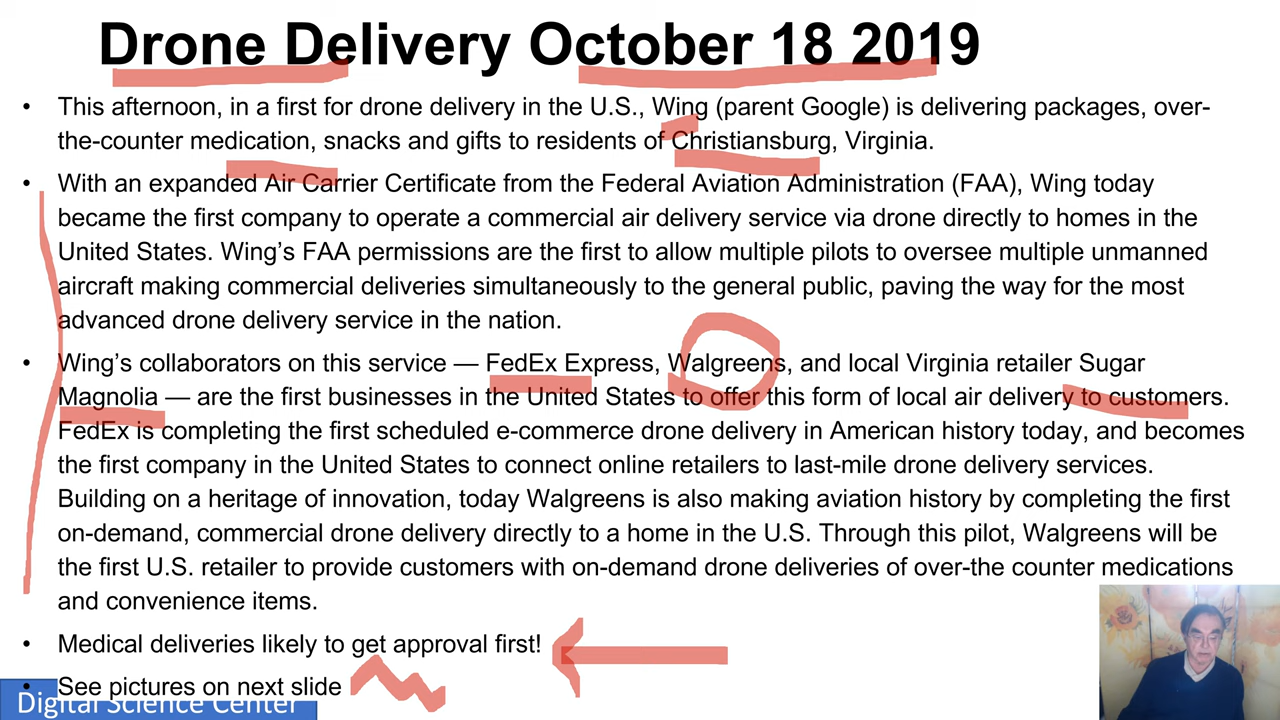 Drone Delivery October 18 2019
• This afternoon, in a first for drone delivery in the U.S., Wing (parent Google) is delivering packages, over-
the-counter medication, snacks and gifts to residents of Christiansburg, Virginia.
• With an expanded Air Carrier Certificate from the Federal Aviation Administration (FAA), Wing today
became the first company to operate a commercial air delivery service via drone directly to homes in the
United States. Wing’s FAA permissions are the first to allow multiple pilots to oversee multiple unmanned
aircraft making commercial deliveries simultaneously to the general public, paving the way for the most
advanced drone delivery service in the nation.
• Wing’s collaborators on this service — FedEx Express, Walgreens, and local Virginia retailer Sugar
Magnolia — are the first businesses in the United States to offer this form of local air delivery to customers.
FedEx is completing the first scheduled e-commerce drone delivery in American history today, and becomes
the first company in the United States to connect online retailers to last-mile drone delivery services.
Building on a heritage of innovation, today Walgreens is also making aviation history by completing the first
on-demand, commercial drone delivery directly to a home in the U.S. Through this pilot, Walgreens will be
the first U.S. retailer to provide customers with on-demand drone deliveries of over-the counter medications
and convenience items.
• Medical deliveries likely to get approval first!
• See pictures on next slide
Digital Science Center